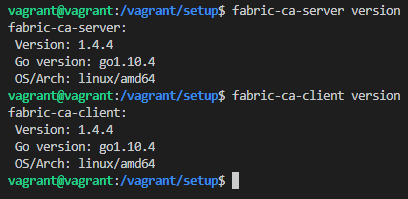 vagrant@vagrant:/vagrant/setup$ fabric-ca-server version
fabric-ca-server:
 Version: 1.4.4
 Go version: go1.10.4
 OS/Arch: linux/amd64
vagrant@vagrant:/vagrant/setup$ fabric-ca-client version
fabric-ca-client:
 Version: 1.4.4
 Go version: go1.10.4
 OS/Arch: linux/amd64
vagrant@vagrant:/vagrant/setup$